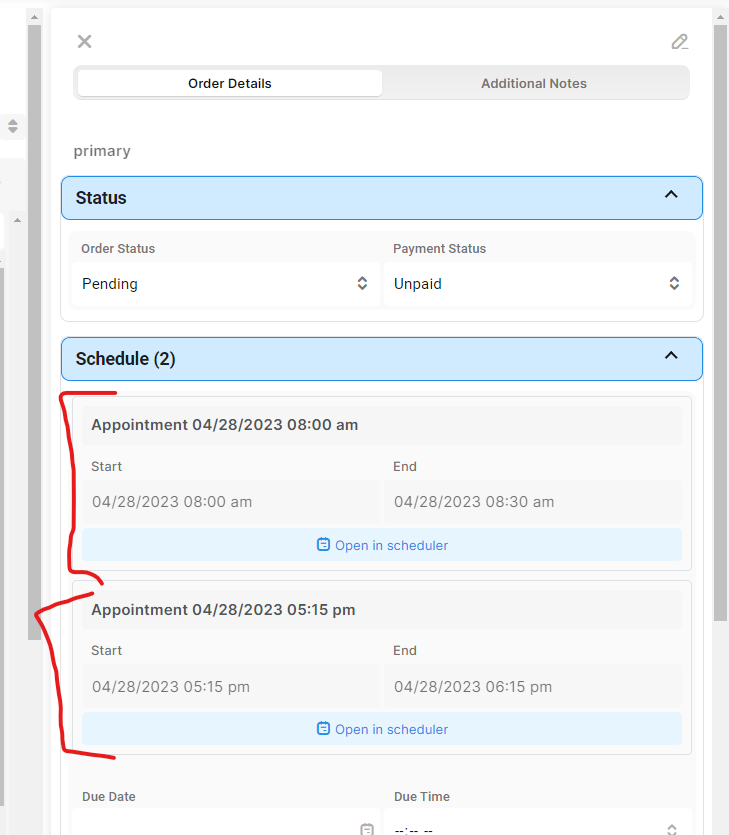 Order Details
Additional Notes
primary
Status
Order Status
Payment Status
Pending
Unpaid
Schedule (2)
Appointment 04/28/2023 08:00 am
Start
End
04/28/2023 08:00 am
04/28/2023 08:30 am
Open in scheduler
Appointment 04/28/2023 05:15 pm
Start
End
04/28/2023 05:15 pm
04/28/2023 06:15 pm
Open in scheduler
Due Date
Due Time
--:-- --